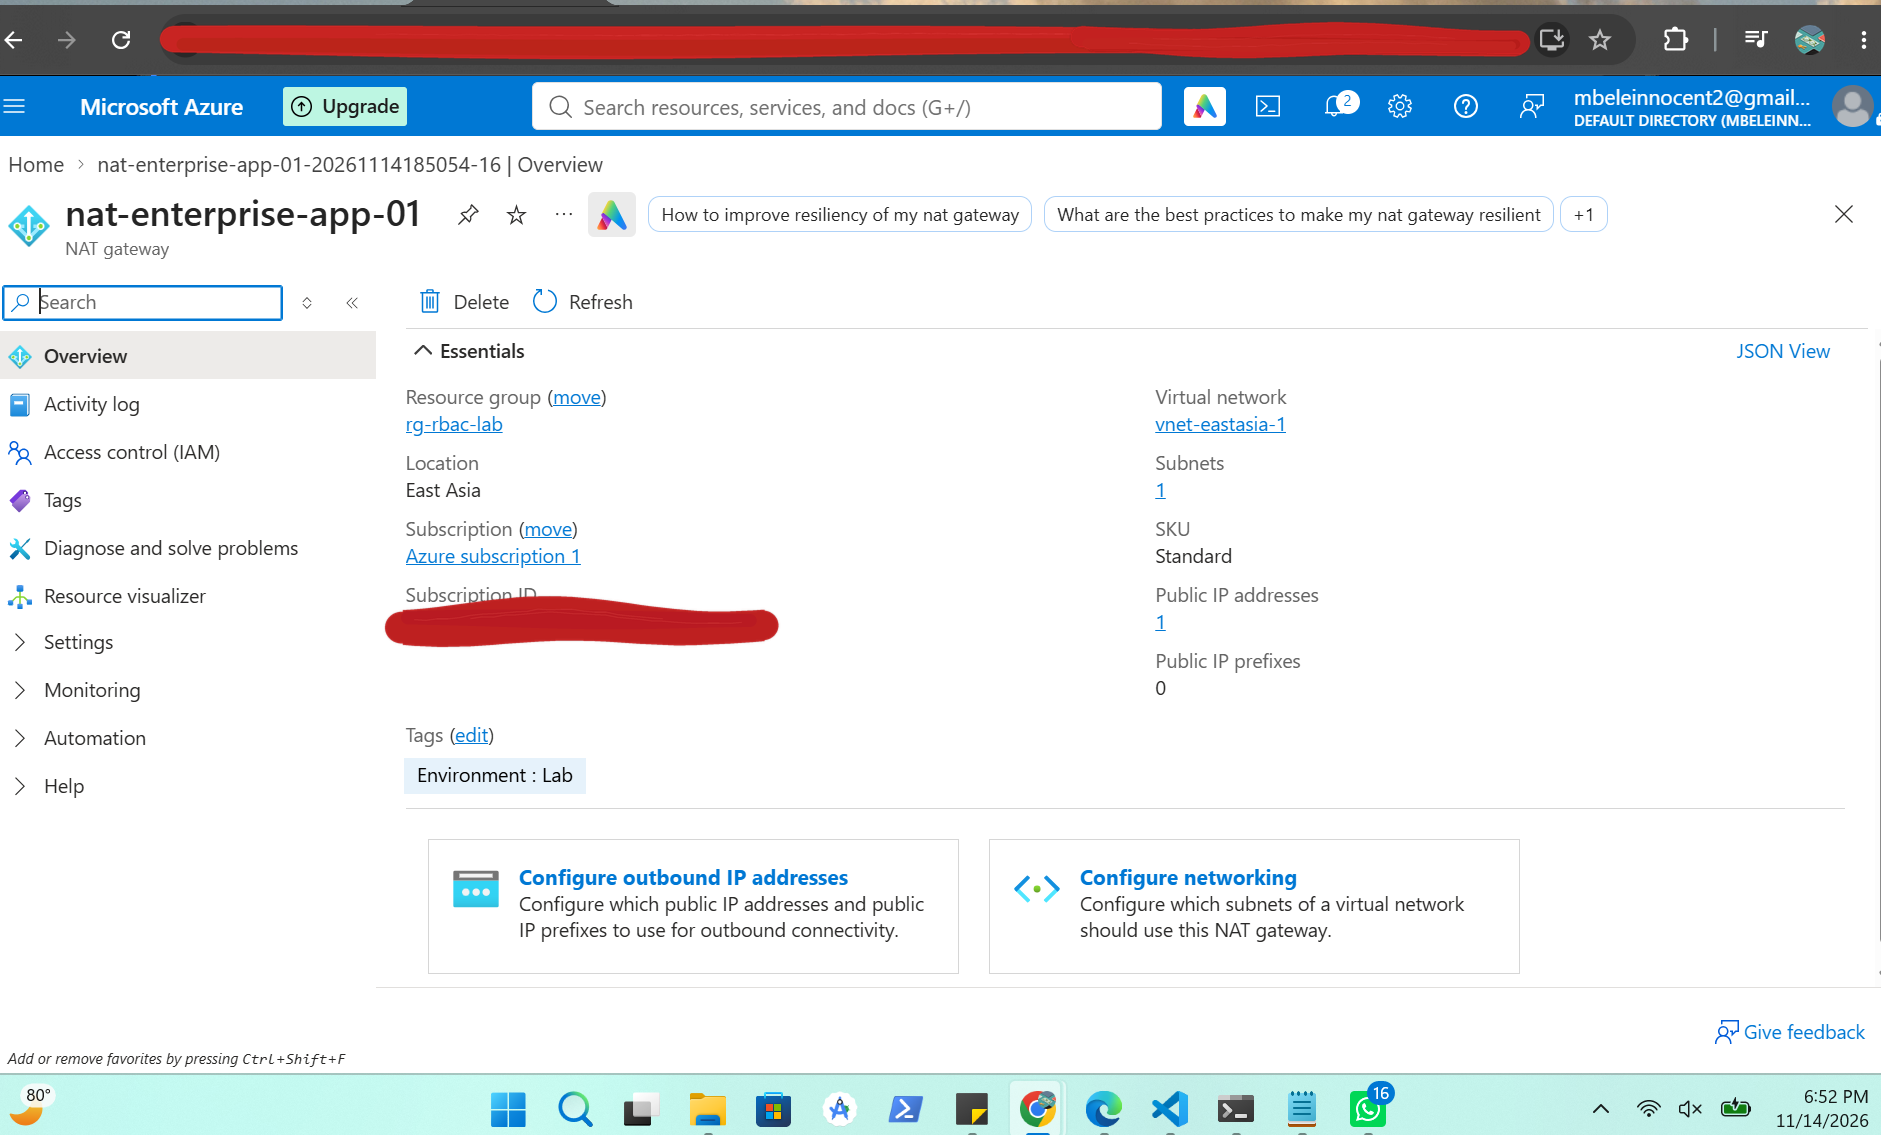 Microsoft Azure
Upgrade
Search resources, services, and docs (G+/)
2
mbeleinnocent2@gmail...
DEFAULT DIRECTORY (MBELEINN...
Home > nat-enterprise-app-01-20261114185054-16 | Overview
nat-enterprise-app-01
NAT gateway
How to improve resiliency of my nat gateway
What are the best practices to make my nat gateway resilient
+1
Search
Delete
Refresh
Overview
Activity log
Access control (IAM)
Tags
Diagnose and solve problems
Resource visualizer
Settings
Monitoring
Automation
Help
Essentials
JSON View
Resource group (move)
rg-rbac-lab
Location
East Asia
Subscription (move)
Azure subscription 1
Subscription ID
Virtual network
vnet-eastasia-1
Subnets
1
SKU
Standard
Public IP addresses
1
Public IP prefixes
0
Tags (edit)
Environment : Lab
Configure outbound IP addresses
Configure which public IP addresses and public
IP prefixes to use for outbound connectivity.
Configure networking
Configure which subnets of a virtual network
should use this NAT gateway.
Give feedback
Add or remove favorites by pressing Ctrl+Shift+F
80°
16
6:52 PM
11/14/2026